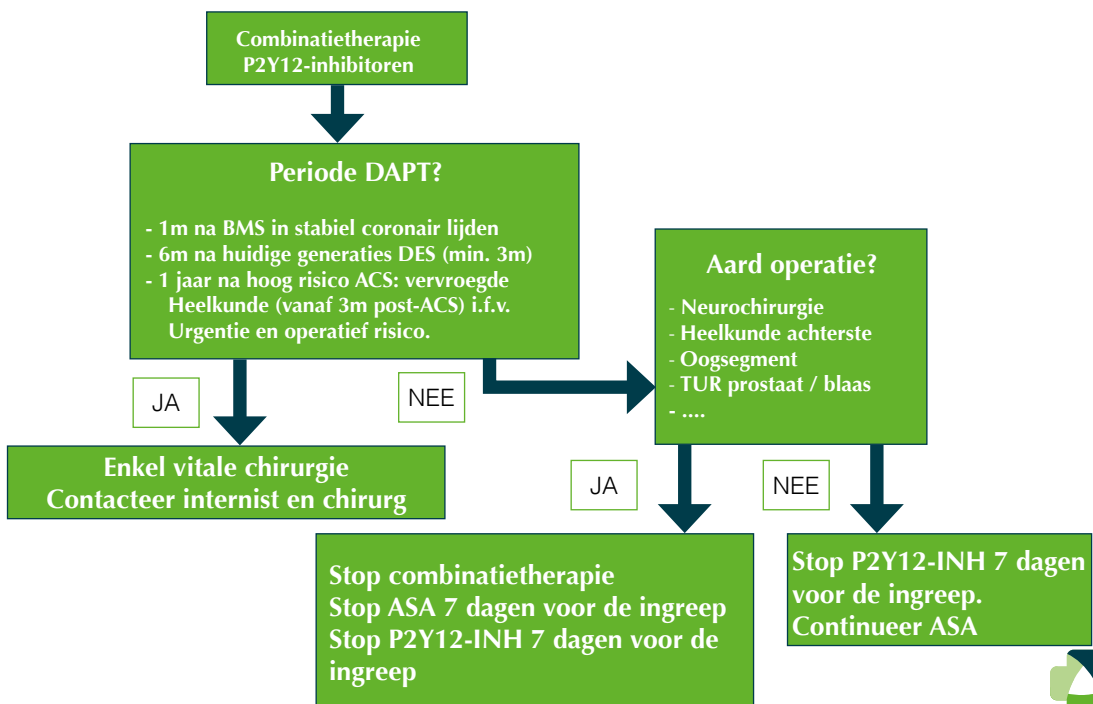 Combinatietherapie
P2Y12-inhibitoren
Periode DAPT?
- 1m na BMS in stabiel coronair lijden
- 6m na huidige generaties DES (min. 3m)
- 1 jaar na hoog risico ACS: vervroegde
Heelkunde (vanaf 3m post-ACS) i.f.v.
Urgentie en operatief risico.
Aard operatie?
- Neurochirurgie
- Heelkunde achterste
- Oogsegment
- TUR prostaat / blaas
- ....
JA
NEE
Enkel vitale chirurgie
Contacteer internist en chirurg
JA
NEE
Stop combinatietherapie
Stop ASA 7 dagen voor de ingreep
Stop P2Y12-INH 7 dagen voor de
ingreep
Stop P2Y12-INH 7 dagen
voor de ingreep.
Continueer ASA